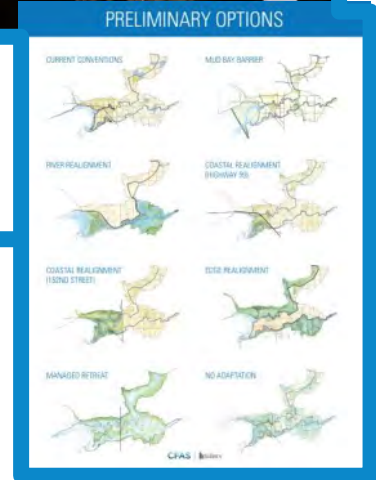 PRELIMINARY OPTIONS
CURRENT CONVENTIONS
MUD BAY BARRIER
RIVER REALIGNMENT
COASTAL REALIGNMENT
(HIGHWAY 99)
COASTAL REALIGNMENT
(152ND STREET)
EDGE REALIGNMENT
MANAGED RETREAT
NO ADAPTATION
CFAS